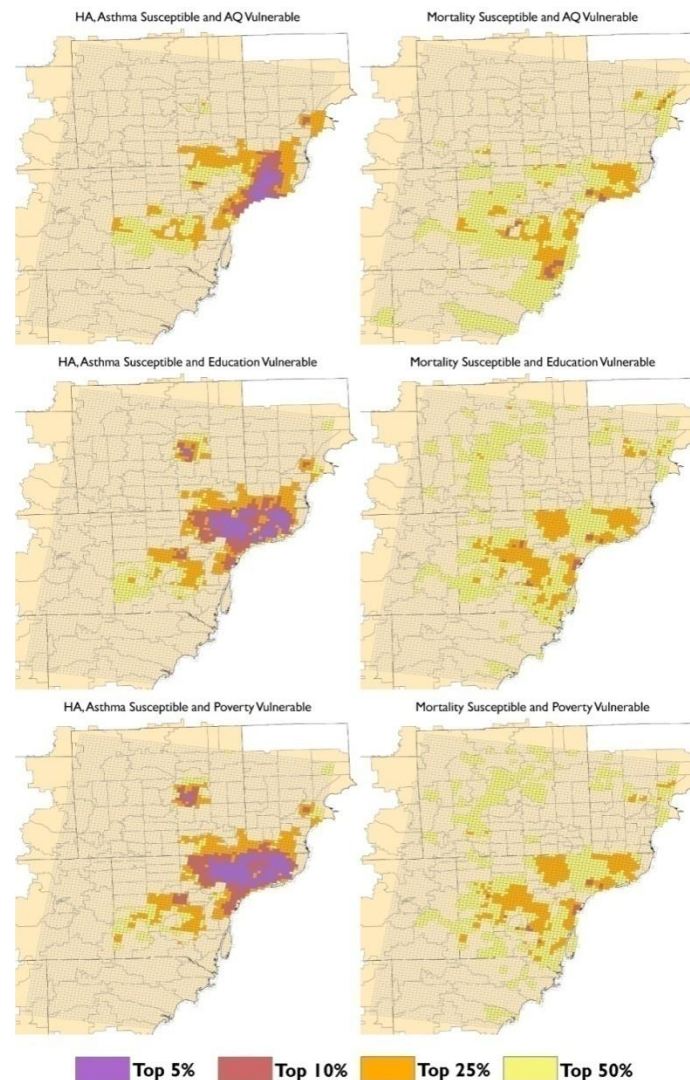 HA, Asthma Susceptible and AQ Vulnerable
Mortality Susceptible and AQ Vulnerable
HA, Asthma Susceptible and Education Vulnerable
Mortality Susceptible and Education Vulnerable
HA, Asthma Susceptible and Poverty Vulnerable
Mortality Susceptible and Poverty Vulnerable
Top 5%
Top 10%
Top 25%
Top 50%